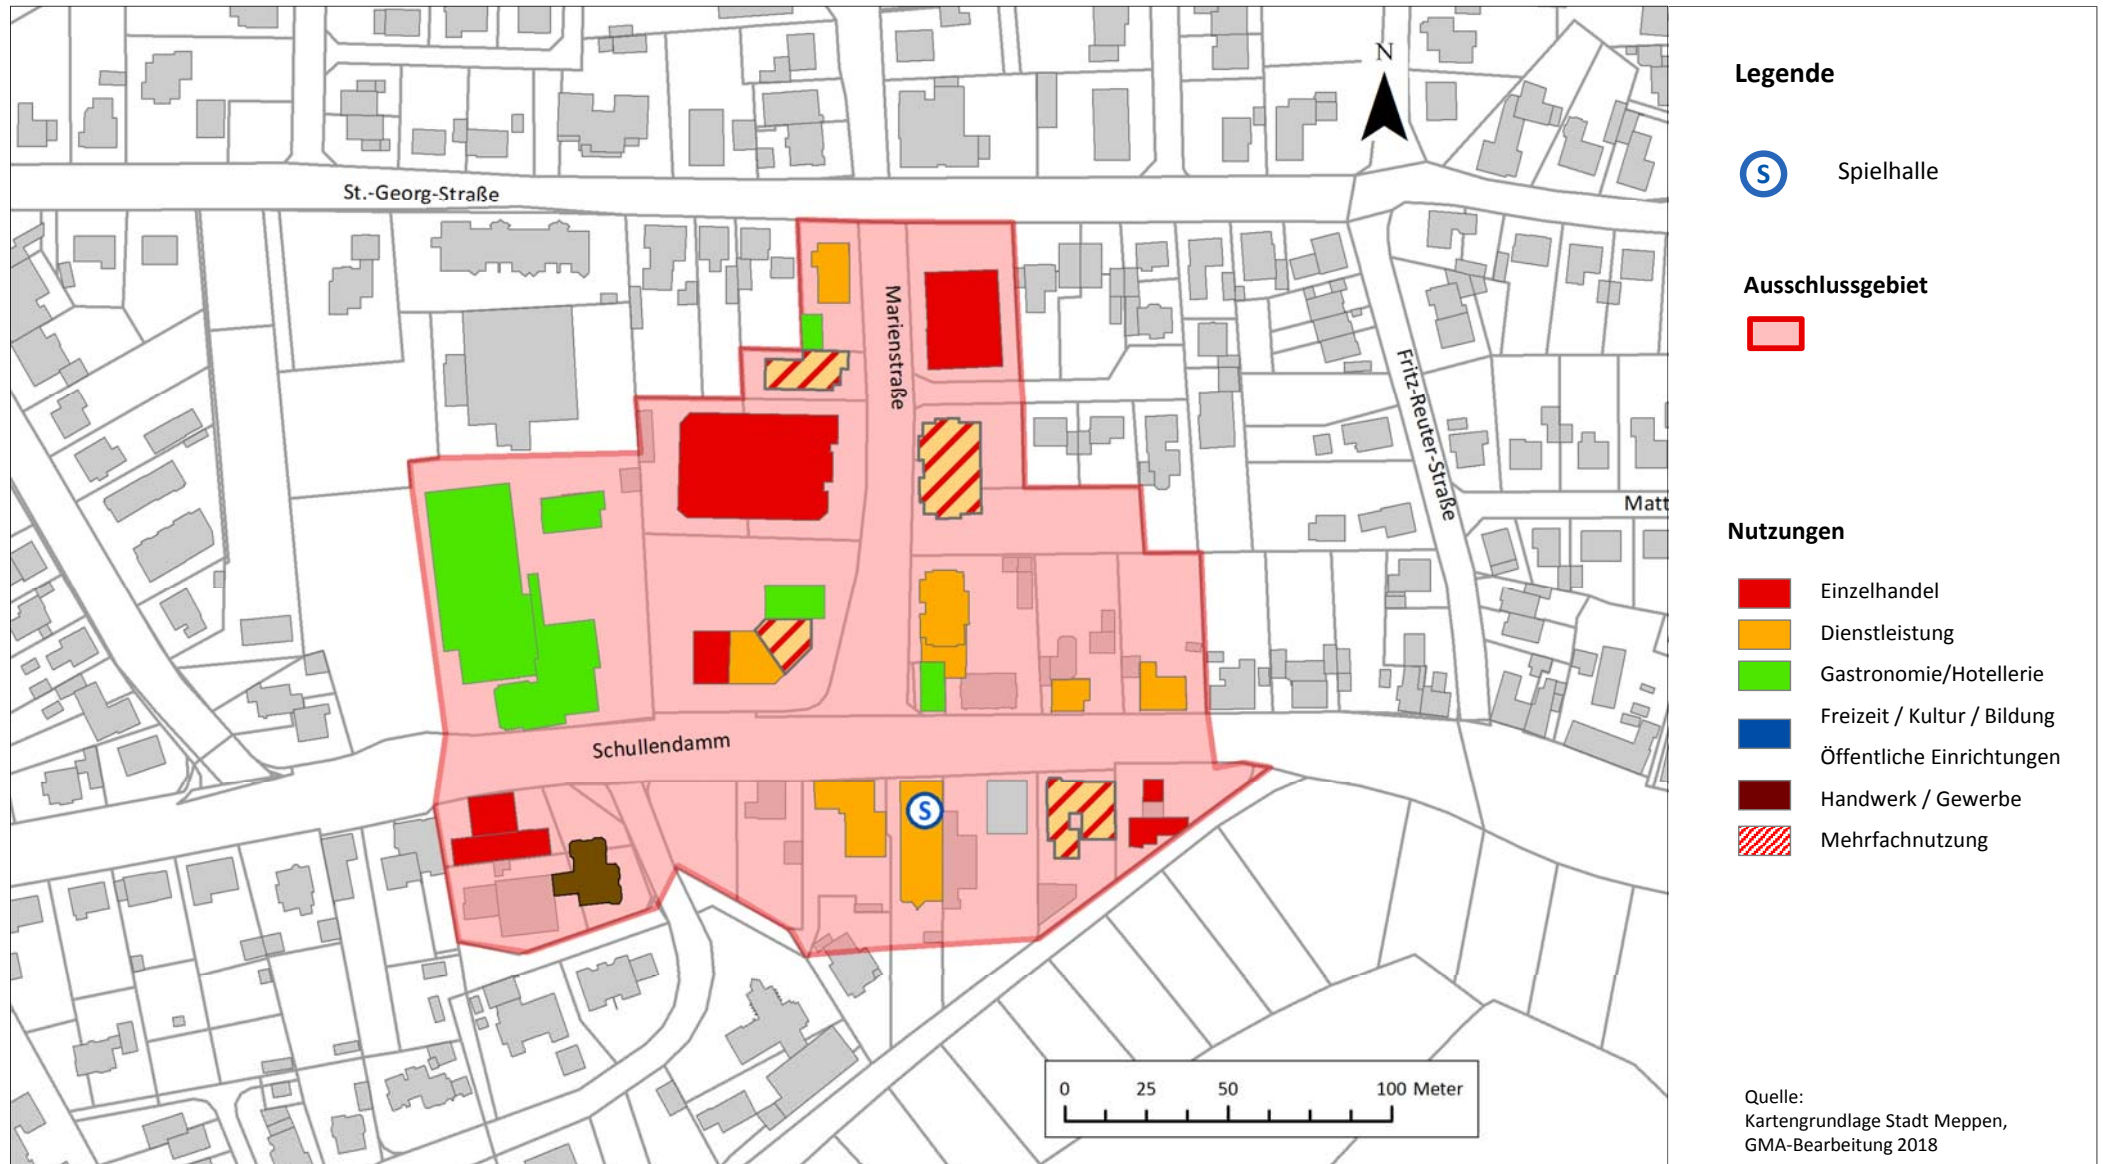 N
St.-Georg-Straße
Marienstraße
Fritz-Reuter-Straße
Matt
Schullendamm
S
0 25 50 100 Meter
Legende
S Spielhalle
Ausschlussgebiet
Nutzungen
Einzelhandel
Dienstleistung
Gastronomie/Hotellerie
Freizeit / Kultur / Bildung
Öffentliche Einrichtungen
Handwerk / Gewerbe
Mehrfachnutzung
Quelle:
Kartengrundlage Stadt Meppen,
GMA-Bearbeitung 2018